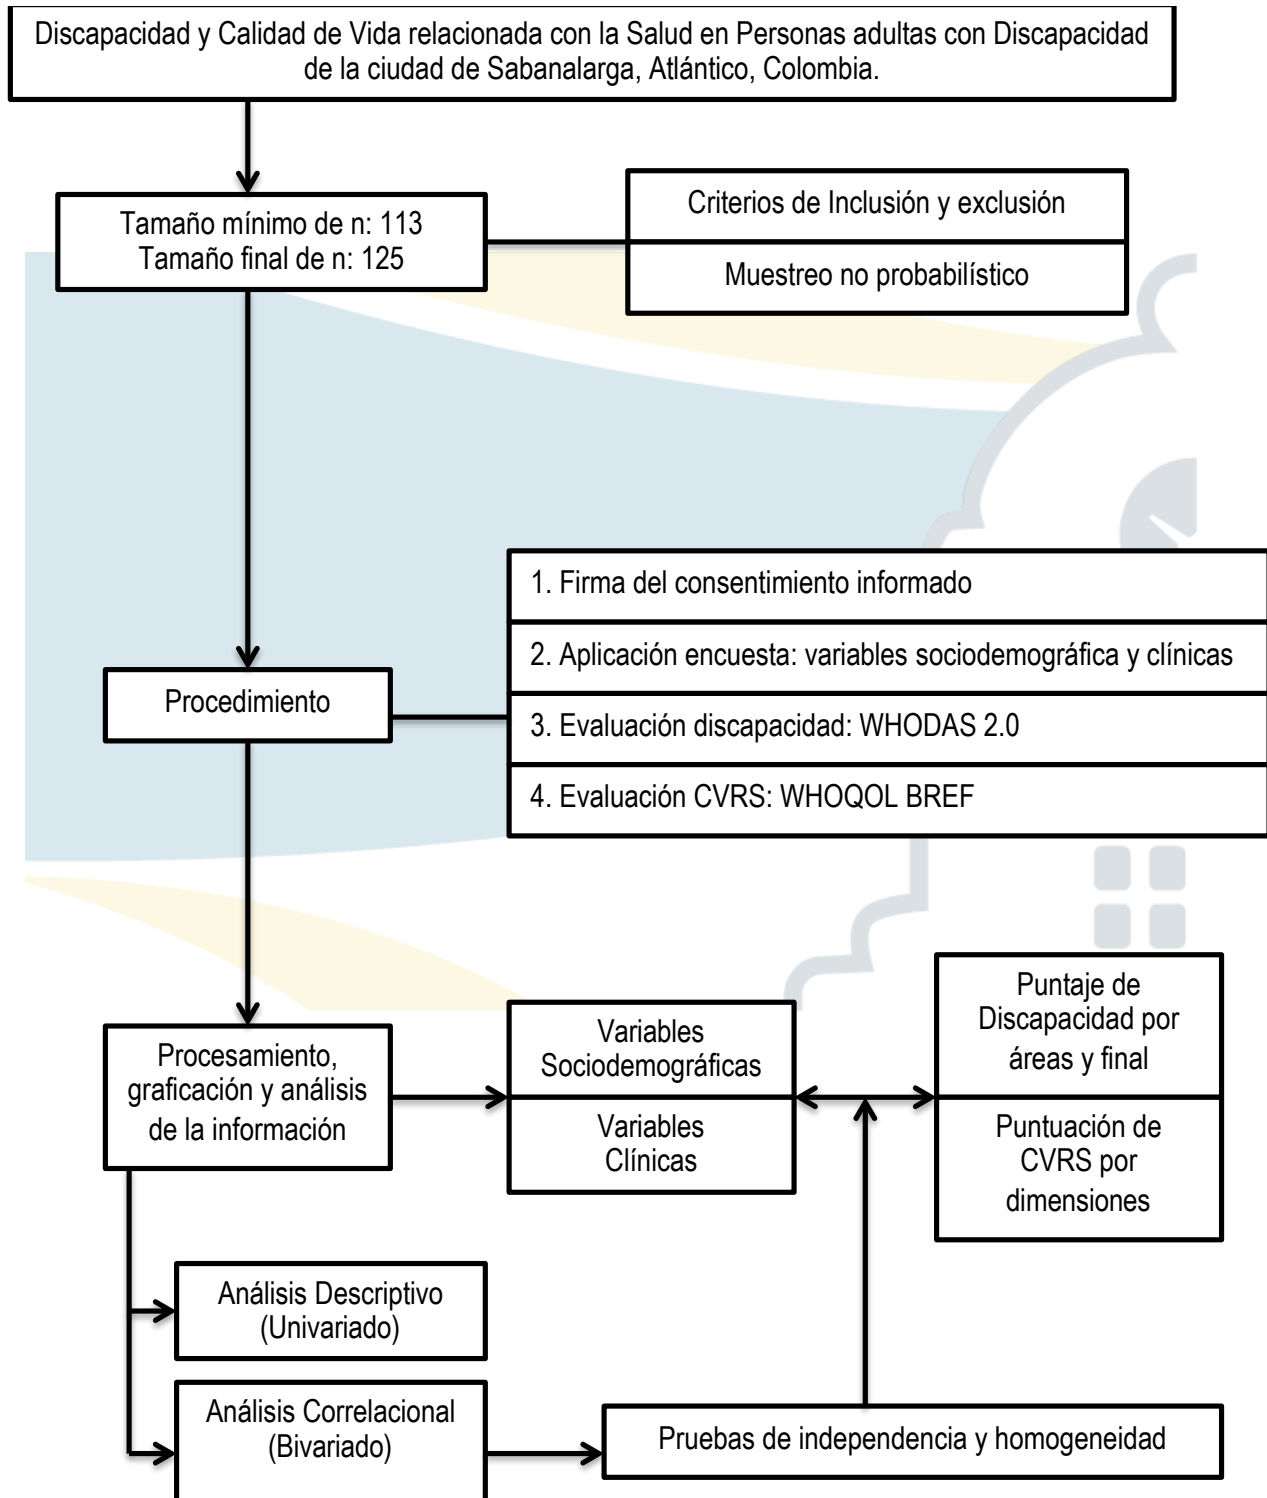 Discapacidad y Calidad de Vida relacionada con la Salud en Personas adultas con Discapacidad
de la ciudad de Sabanalarga, Atlántico, Colombia.
Tamaño mínimo de n: 113
Tamaño final de n: 125
Criterios de Inclusión y exclusión
Muestreo no probabilístico
Procedimiento
1. Firma del consentimiento informado
2. Aplicación encuesta: variables sociodemográfica y clínicas
3. Evaluación discapacidad: WHODAS 2.0
4. Evaluación CVRS: WHOQOL BREF
Procesamiento,
graficación y análisis
de la información
Variables
Sociodemográficas
Variables
Clínicas
Puntaje de
Discapacidad por
áreas y final
Puntuación de
CVRS por
dimensiones
Análisis Descriptivo
(Univariado)
Análisis Correlacional
(Bivariado)
Pruebas de independencia y homogeneidad